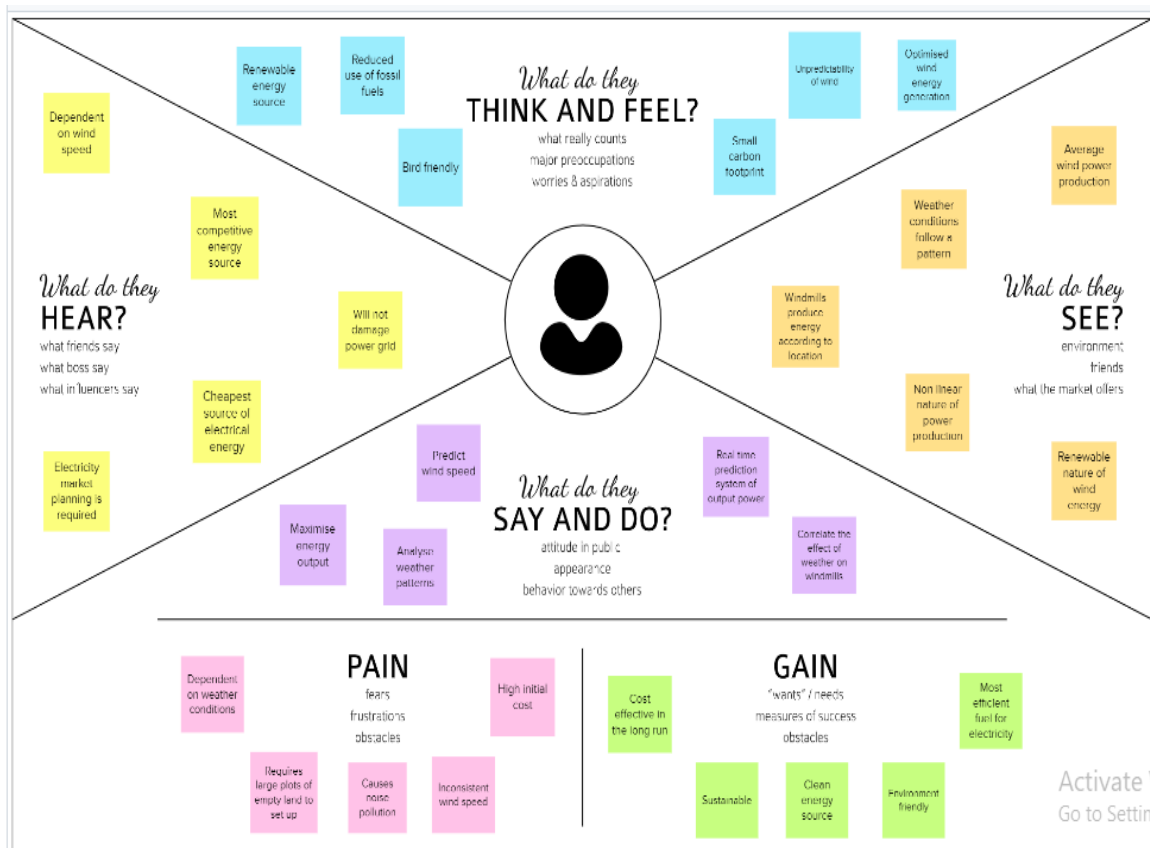 What do they
THINK AND FEEL?
what really counts
major preoccupations
worries & aspirations
Renewable
energy
source
Reduced
use of fossil
fuels
Bird friendly
Unpredictability
of wind
Optimised
wind
energy
generation
Small
carbon
footprint
What do they
HEAR?
what friends say
what boss say
what influencers say
Dependent
on wind
speed
Most
competitive
energy
source
Will not
damage
power grid
Cheapest
source of
electrical
energy
Electricity
market
planning is
required
What do they
SEE?
environment
friends
what the market offers
Average
wind power
production
Weather
conditions
follow a
pattern
Windmills
produce
energy
according to
location
Non linear
nature of
power
production
Renewable
nature of
wind
energy
What do they
SAY AND DO?
attitude in public
appearance
behavior towards others
Predict
wind speed
Maximise
energy
output
Analyse
weather
patterns
Real time
prediction
system of
output power
Correlate the
effect of
weather on
windmills
PAIN
fears
frustrations
obstacles
Dependent
on weather
conditions
High initial
cost
Requires
large plots of
empty land to
set up
Causes
noise
pollution
Inconsistent
wind speed
GAIN
"wants" / needs
measures of success
obstacles
Cost
effective in
the long run
Most
efficient
fuel for
electricity
Sustainable
Clean
energy
source
Environment
friendly
Activate
Go to